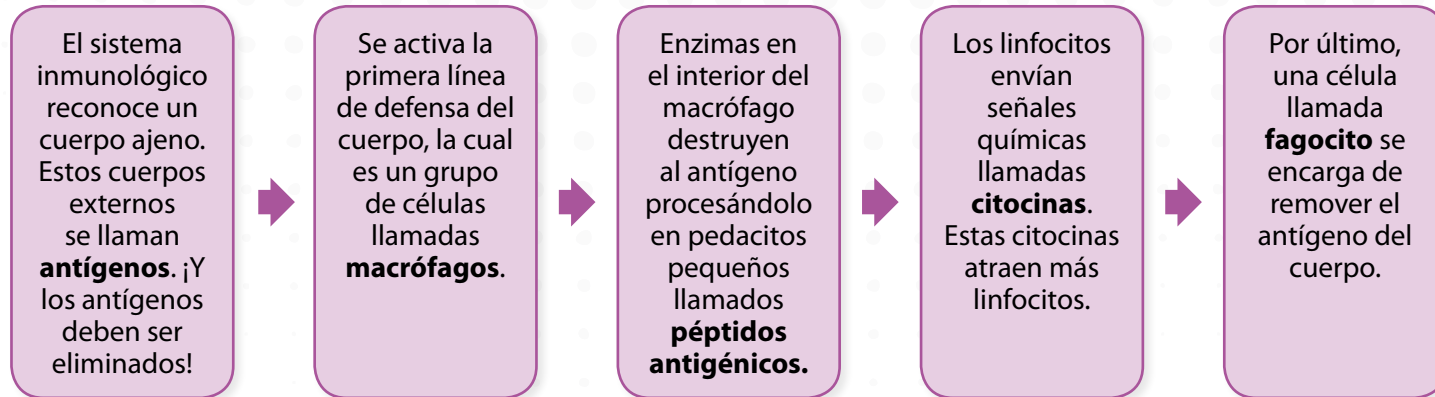 El sistema
inmunológico
reconoce un
cuerpo ajeno.
Estos cuerpos
externos
se llaman
antígenos. ¡Y
los antígenos
deben ser
eliminados!
Se activa la
primera línea
de defensa del
cuerpo, la cual
es un grupo
de células
llamadas
macrófagos.
Enzimas en
el interior del
macrófago
destruyen
al antígeno
procesándolo
en pedacitos
pequeños
llamados
péptidos
antigénicos.
Los linfocitos
envían
señales
químicas
llamadas
citocinas.
Estas citocinas
atraen más
linfocitos.
Por último,
una célula
llamada
fagocito se
encarga de
remover el
antígeno del
cuerpo.